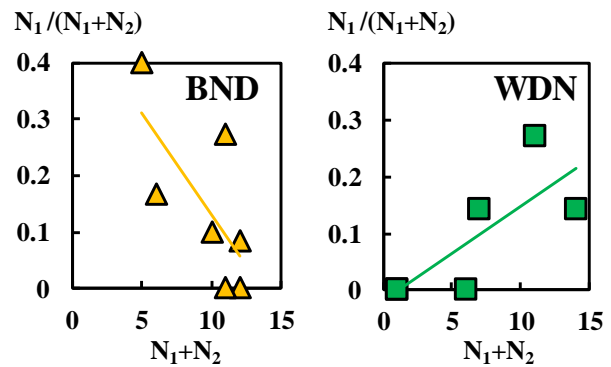 N₁/(N₁+N₂) N₁/(N₁+N₂)
0.4 0.4
BND WDN
0.3 0.3
0.2 0.2
0.1 0.1
0 0
0 5 10 15 0 5 10 15
N₁+N₂ N₁+N₂